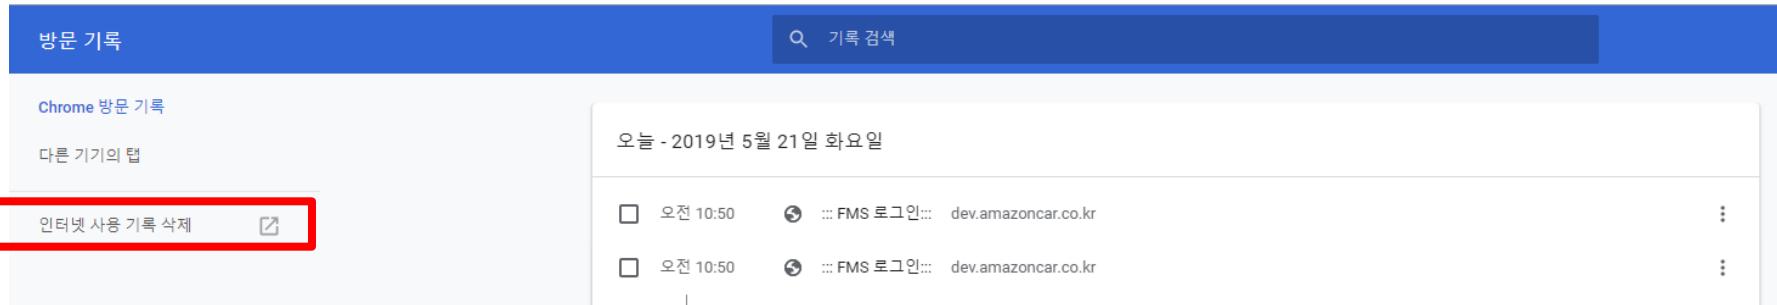 방문 기록
기록 검색
Chrome 방문 기록
다른 기기의 탭
인터넷 사용 기록 삭제
오늘 - 2019년 5월 21일 화요일
오전 10:50 ::: FMS 로그인::: dev.amazoncar.co.kr
오전 10:50 ::: FMS 로그인::: dev.amazoncar.co.kr